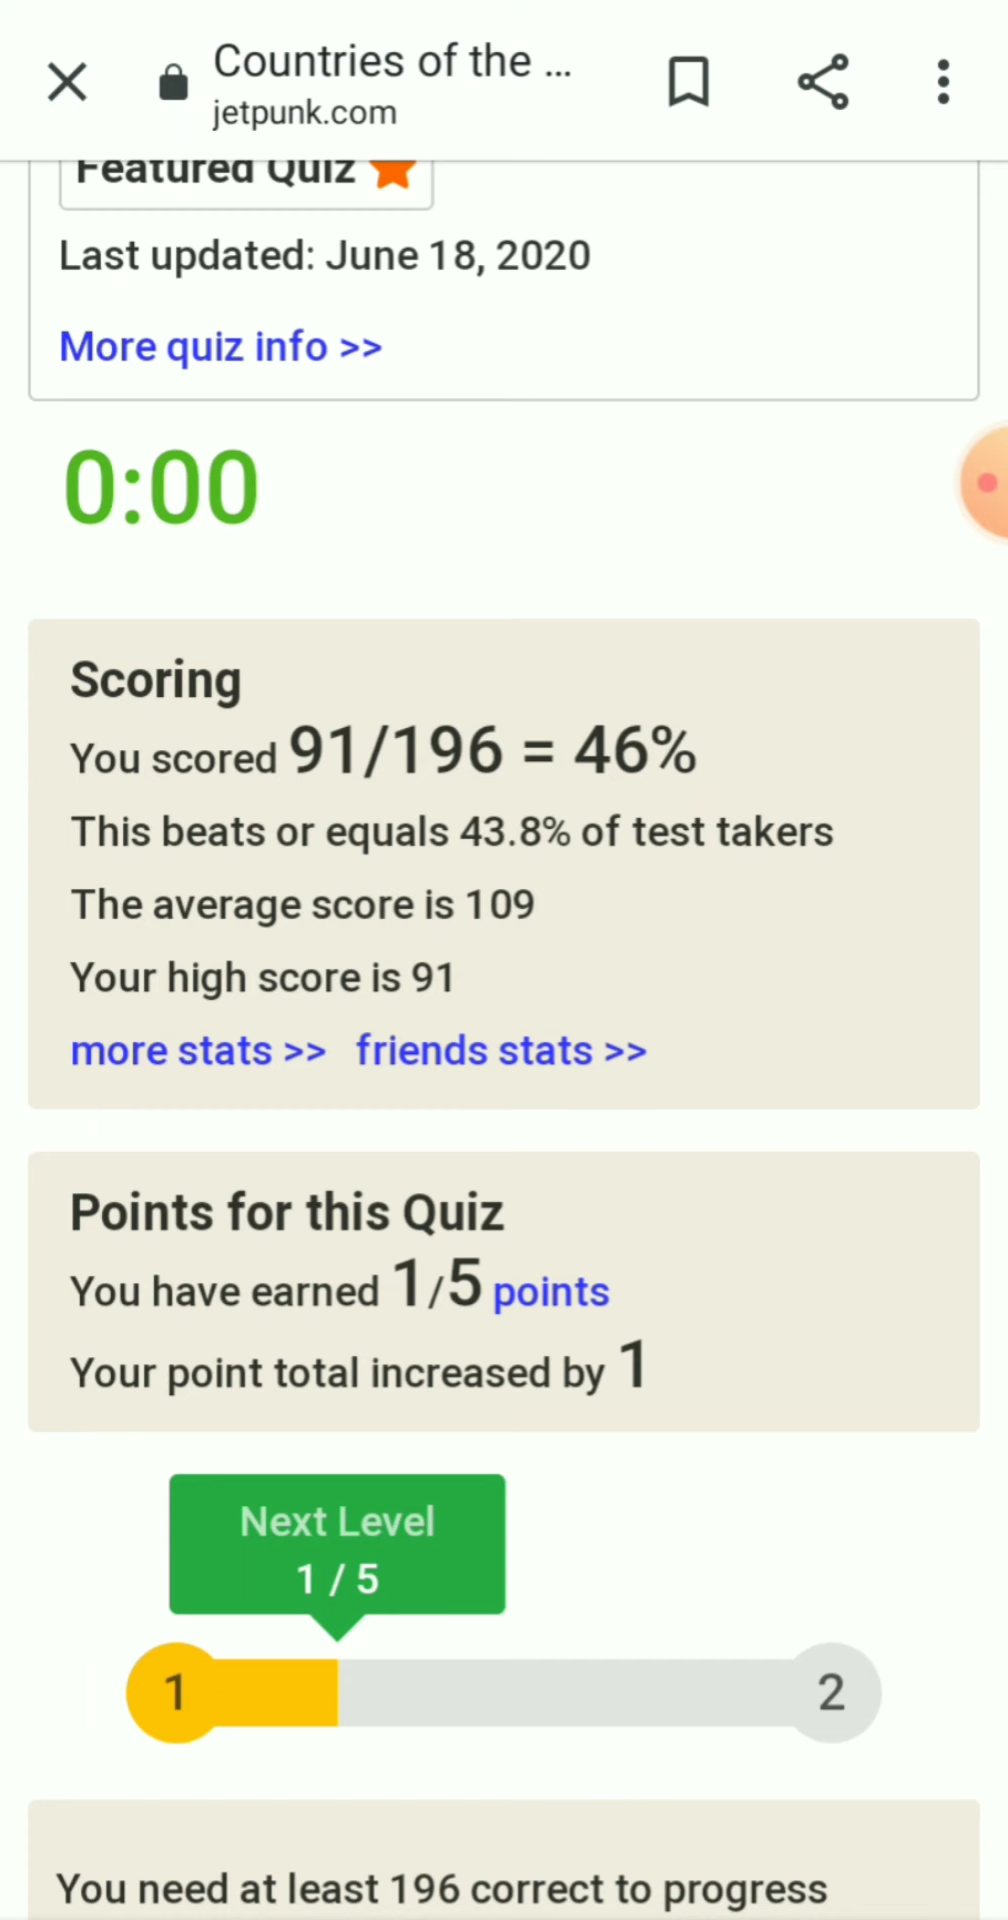 Countries of the ...
jetpunk.com
Featured Quiz
Last updated: June 18, 2020
More quiz info >>
0:00
Scoring
You scored 91/196 = 46%
This beats or equals 43.8% of test takers
The average score is 109
Your high score is 91
more stats >> friends stats >>
Points for this Quiz
You have earned 1/5 points
Your point total increased by 1
Next Level
1 / 5
1 2
You need at least 196 correct to progress